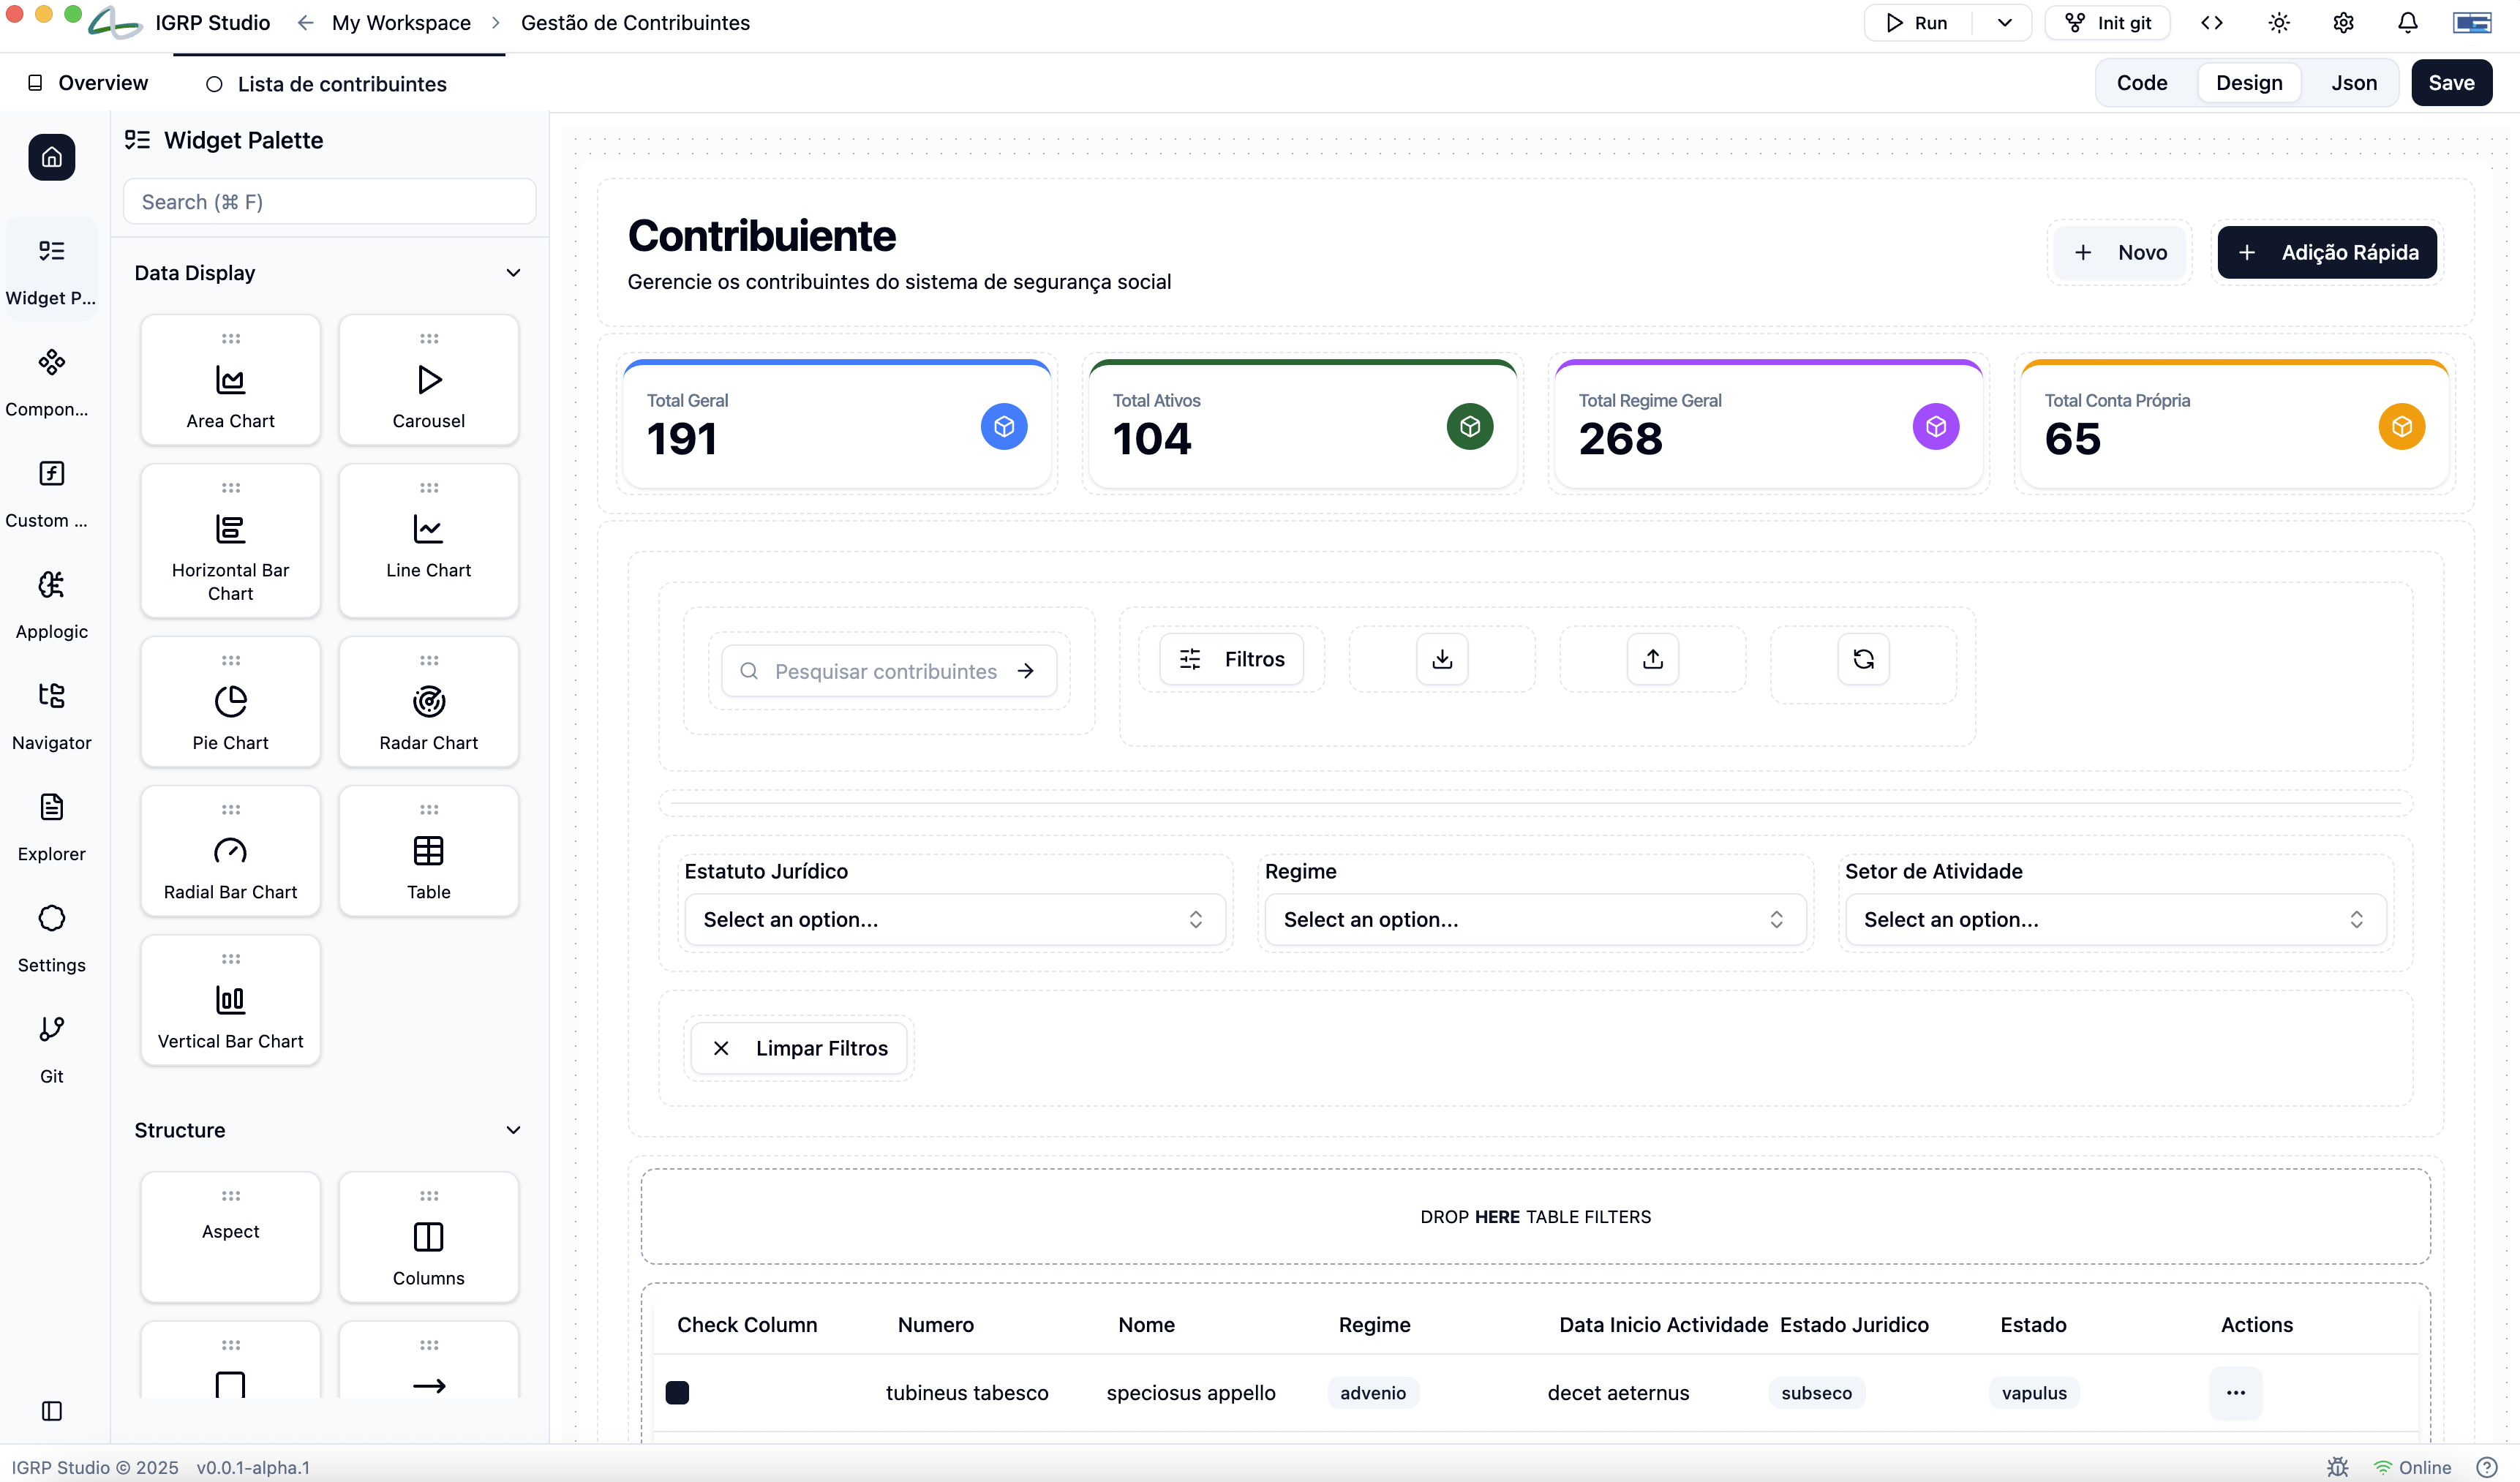 IGRP Studio My Workspace Gestão de Contribuintes
Run Init git
Overview Lista de contribuintes
Code Design Json Save
Widget P...
Compon...
Custom ...
Applogic
Navigator
Explorer
Settings
Git
Widget Palette
Search (⌘ F)
Data Display
Area Chart Carousel
Horizontal Bar
Chart
Line Chart
Pie Chart Radar Chart
Radial Bar Chart Table
Vertical Bar Chart
Structure
Aspect Columns
Contribuiente
Gerencie os contribuintes do sistema de segurança social
Novo Adição Rápida
Total Geral
191
Total Ativos
104
Total Regime Geral
268
Total Conta Própria
65
Pesquisar contribuintes
Filtros
Estatuto Jurídico Regime Setor de Atividade
Select an option... Select an option... Select an option...
Limpar Filtros
DROP HERE TABLE FILTERS
Check Column Numero Nome Regime Data Inicio Actividade Estado Juridico Estado Actions
tubineus tabesco speciosus appello advenio decet aeternus subseco vapulus
IGRP Studio © 2025 v0.0.1-alpha.1
Online